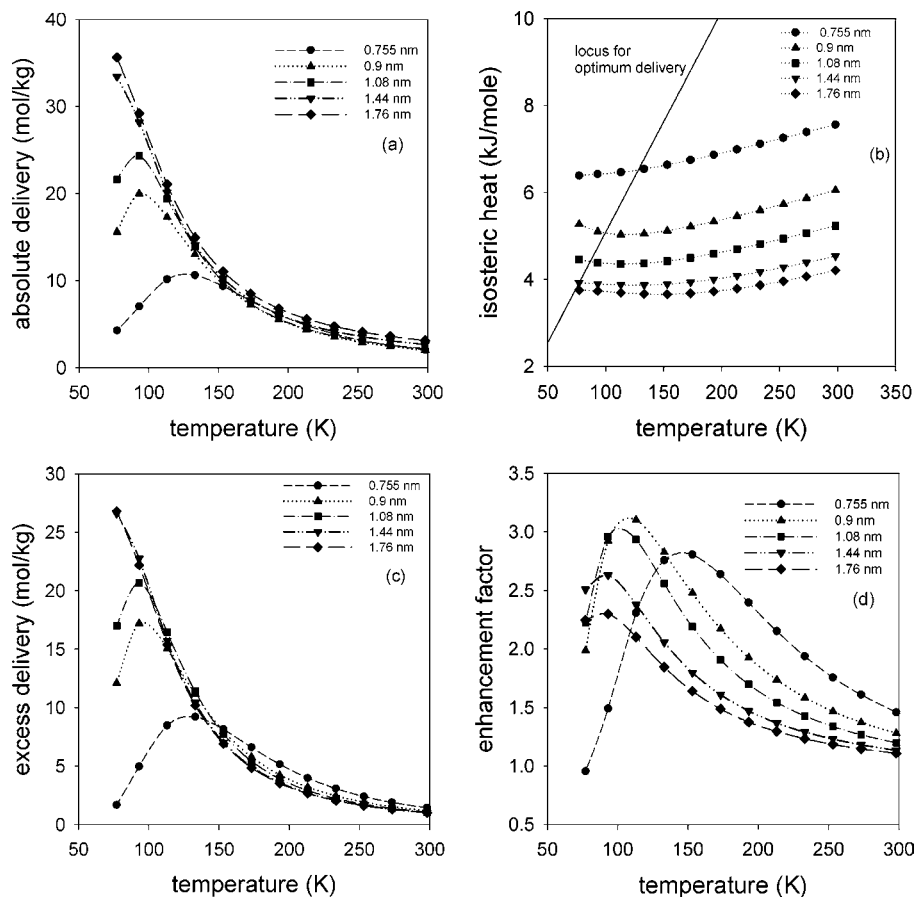 absolute delivery (mol/kg)
40
30
20
10
0
50
100
150
200
250
300
temperature (K)
0.755 nm
0.9 nm
1.08 nm
1.44 nm
1.76 nm
(a)
isosteric heat (kJ/mole)
10
8
6
4
2
50
100
150
200
250
300
350
temperature (K)
locus for
optimum delivery
0.755 nm
0.9 nm
1.08 nm
1.44 nm
1.76 nm
(b)
excess delivery (mol/kg)
30
25
20
15
10
5
0
50
100
150
200
250
300
temperature (K)
0.755 nm
0.9 nm
1.08 nm
1.44 nm
1.76 nm
(c)
enhancement factor
3.5
3.0
2.5
2.0
1.5
1.0
0.5
50
100
150
200
250
300
temperature (K)
0.755 nm
0.9 nm
1.08 nm
1.44 nm
1.76 nm
(d)